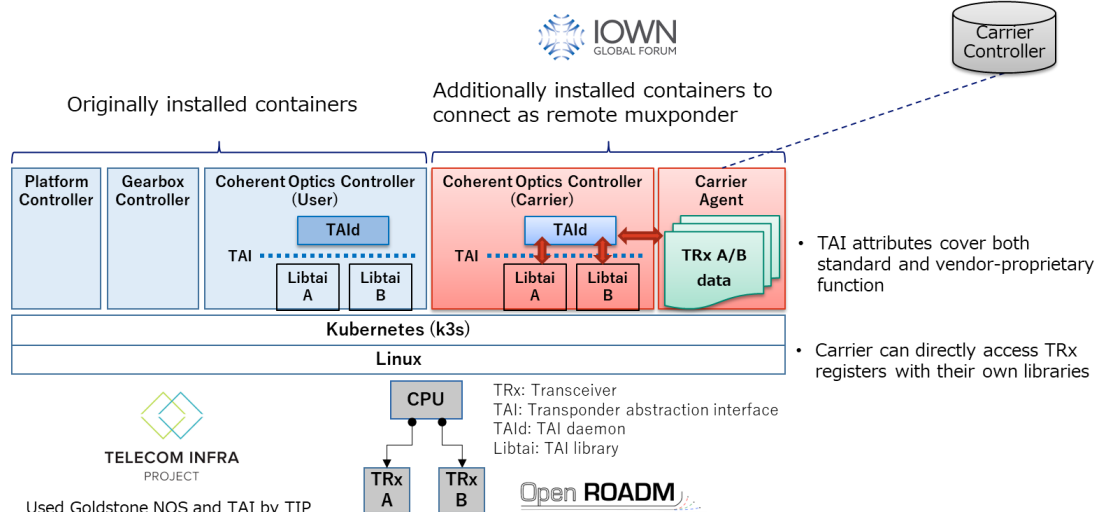 IOWN
GLOBAL FORUM
Carrier
Controller
Originally installed containers
Additionally installed containers to
connect as remote muxponder
Platform
Controller
Gearbox
Controller
Coherent Optics Controller
(User)
TAId
TAI
Libtai
A
Libtai
B
Coherent Optics Controller
(Carrier)
TAId
TAI
Libtai
A
Libtai
B
Carrier
Agent
TRx A/B
data
• TAI attributes cover both
standard and vendor-proprietary
function
Kubernetes (k3s)
Linux
• Carrier can directly access TRx
registers with their own libraries
CPU
TRx
A
TRx
B
TRx: Transceiver
TAI: Transponder abstraction interface
TAId: TAI daemon
Libtai: TAI library
TELECOM INFRA
PROJECT
Used Goldstone NOS and TAI by TIP
Open ROADM